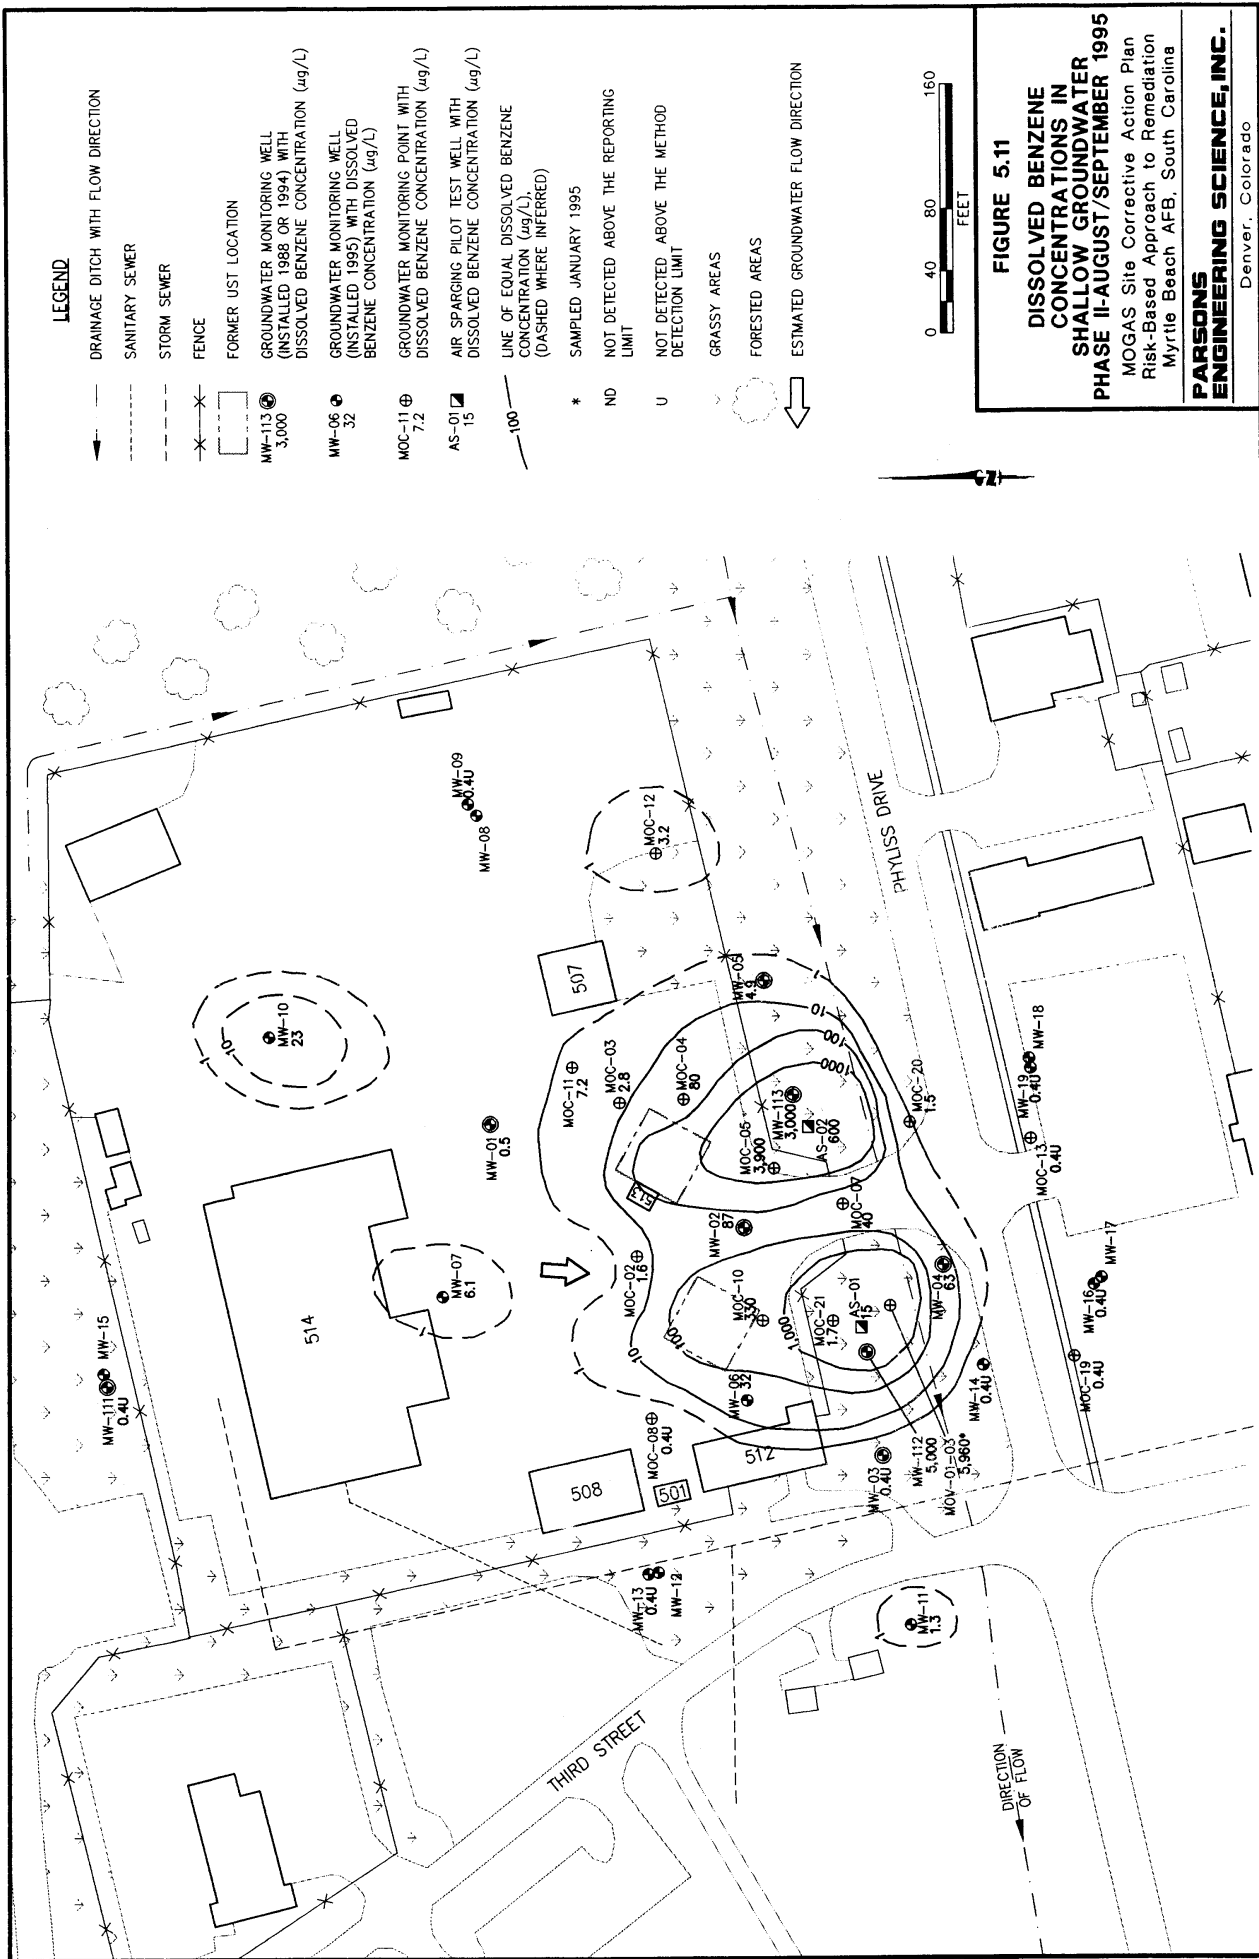 LEGEND
DRAINAGE DITCH WITH FLOW DIRECTION
SANITARY SEWER
STORM SEWER
FENCE
FORMER UST LOCATION
MW-113
3,000
GROUNDWATER MONITORING WELL
(INSTALLED 1988 OR 1994) WITH
DISSOLVED BENZENE CONCENTRATION (ug/L)
MW-06
32
GROUNDWATER MONITORING WELL
(INSTALLED 1995) WITH DISSOLVED
BENZENE CONCENTRATION (ug/L)
MOC-11
7.2
GROUNDWATER MONITORING POINT WITH
DISSOLVED BENZENE CONCENTRATION (ug/L)
AS-01
15
AIR SPARGING PILOT TEST WELL WITH
DISSOLVED BENZENE CONCENTRATION (ug/L)
100
LINE OF EQUAL DISSOLVED BENZENE
CONCENTRATION (ug/L),
(DASHED WHERE INFERRED)
* SAMPLED JANUARY 1995
ND NOT DETECTED ABOVE THE REPORTING
LIMIT
U NOT DETECTED ABOVE THE METHOD
DETECTION LIMIT
GRASSY AREAS
FORESTED AREAS
ESTIMATED GROUNDWATER FLOW DIRECTION
N
0 40 80 160
FEET
FIGURE 5.11
DISSOLVED BENZENE
CONCENTRATIONS IN
SHALLOW GROUNDWATER
PHASE II-AUGUST/SEPTEMBER 1995
MOGAS Site Corrective Action Plan
Risk-Based Approach to Remediation
Myrtle Beach AFB, South Carolina
PARSONS
ENGINEERING SCIENCE, INC.
Denver, Colorado
MW-15
MW-111
0.4U
514
MW-10
23
1
10
MW-07
6.1
1
MW-01
0.5
MW-09
0.4U
MW-08
507
MOC-12
3.2
1
508
501
512
513
MOC-08
0.4U
MW-13
0.4U
MW-12
MOC-11
7.2
MOC-03
2.8
MOC-04
80
MOC-02
1.6
MW-02
87
MOC-05
3,900
MW-113
3,000
AS-02
600
MW-05
4.9
1
10
100
1000
MOC-10
330
MW-06
32
1
10
100
1,000
MOC-21
1.7
AS-01
15
MOC-07
40
MW-04
63
MOC-20
1.5
MW-03
0.4U
MW-112
5,000
MOV-01-03
5,960*
MW-14
0.4U
MW-11
1.3
1
MOC-19
0.4U
MW-16
0.4U
MW-17
MOC-13
0.4U
MW-19
0.4U
MW-18
PHYLISS DRIVE
THIRD STREET
DIRECTION
OF FLOW